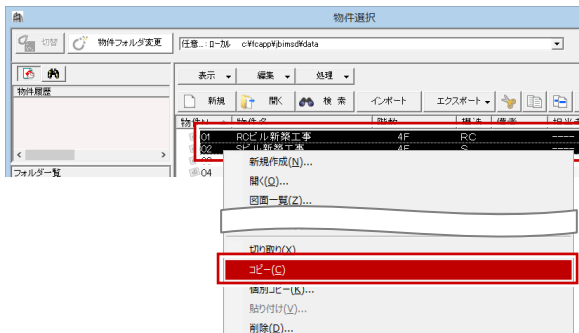 物件選択
切替 物件フォルダ変更 任意...:ローカル c:¥fcapp¥jbimsd¥data
表示 編集 処理
物件履歴
新規 開く 検索 インポート エクスポート
物件N 物件名 階数 構造 備考
01 RCビル新築工事 4F RC ----
02 SビL新築工事 4F S ----
04
フォルダ一覧
新規作成(N)...
開く(O)...
図面一覧(Z)...
切り取り(X)
コピー(C)
個別コピー(K)...
貼り付け(V)...
削除(D)...